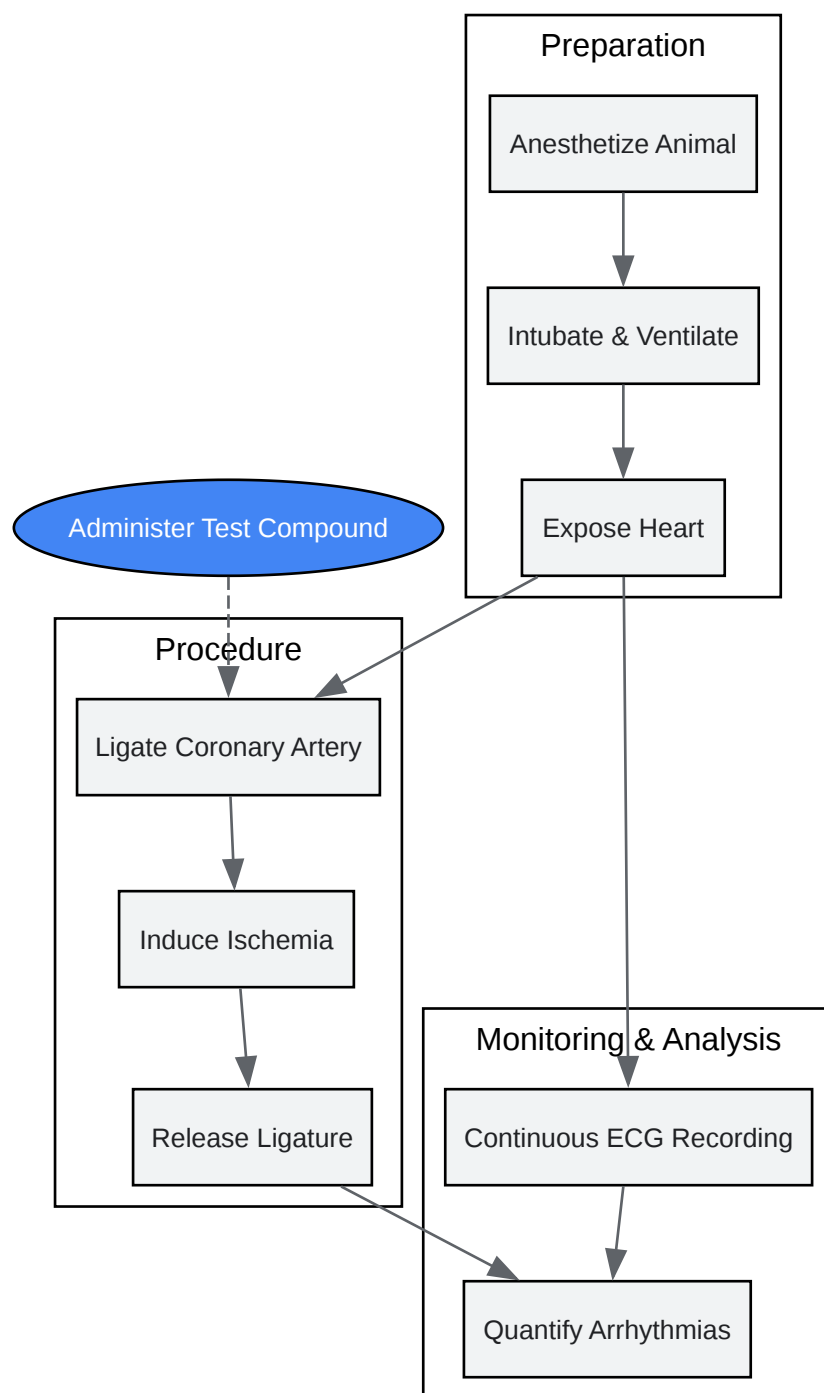 Preparation
Anesthetize Animal
Intubate & Ventilate
Expose Heart
Administer Test Compound
Procedure
Ligate Coronary Artery
Induce Ischemia
Release Ligature
Monitoring & Analysis
Continuous ECG Recording
Quantify Arrhythmias